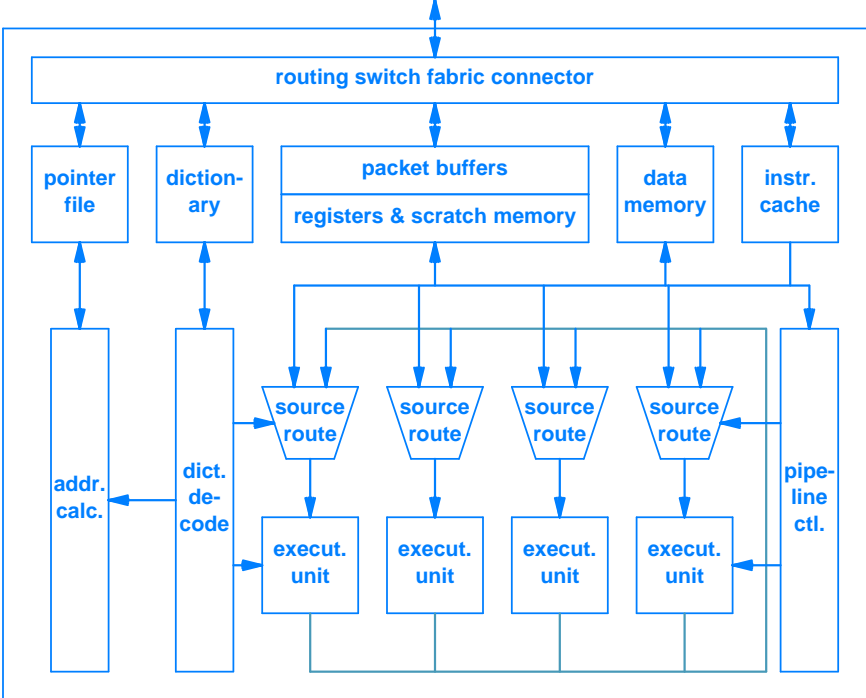 routing switch fabric connector
pointer
file
diction-
ary
packet buffers
registers & scratch memory
data
memory
instr.
cache
source
route
source
route
source
route
source
route
addr.
calc.
dict.
de-
code
pipe-
line
ctl.
execut.
unit
execut.
unit
execut.
unit
execut.
unit